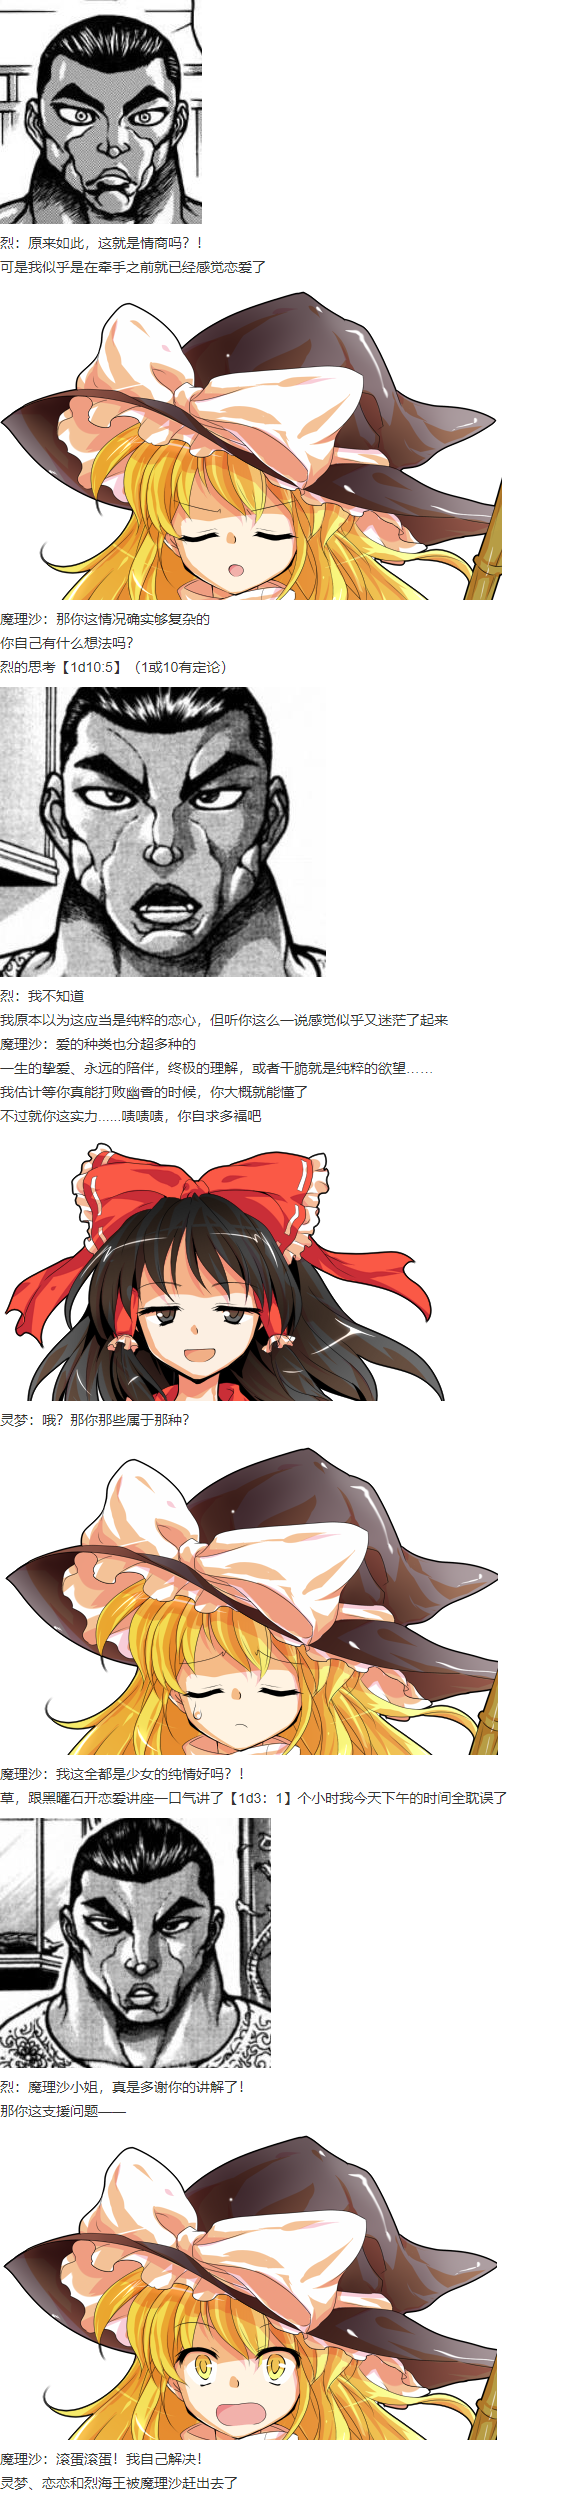 烈：原来如此，这就是情商吗？！
可是我似乎是在牵手之前就已经感觉恋爱了
魔理沙：那你这情况确实够复杂的
你自己有什么想法吗？
烈的思考【1d10:5】（1或10有定论）
烈：我不知道
我原本以为这应当是纯粹的恋心，但听你这么一说感觉似乎又迷茫了起来
魔理沙：爱的种类也分超多种的
一生的挚爱、永远的陪伴，终极的理解，或者干脆就是纯粹的欲望……
我估计等你真能打败幽香的时候，你大概就能懂了
不过就你这实力......啧啧啧，你自求多福吧
灵梦：哦？那你那些属于那种？
魔理沙：我这全都是少女的纯情好吗？！
草，跟黑曜石开恋爱讲座一口气讲了【1d3：1】个小时我今天下午的时间全耽误了
烈：魔理沙小姐，真是多谢你的讲解了！
那你这支援问题——
魔理沙：滚蛋滚蛋！我自己解决！
灵梦、恋恋和烈海王被魔理沙赶出去了